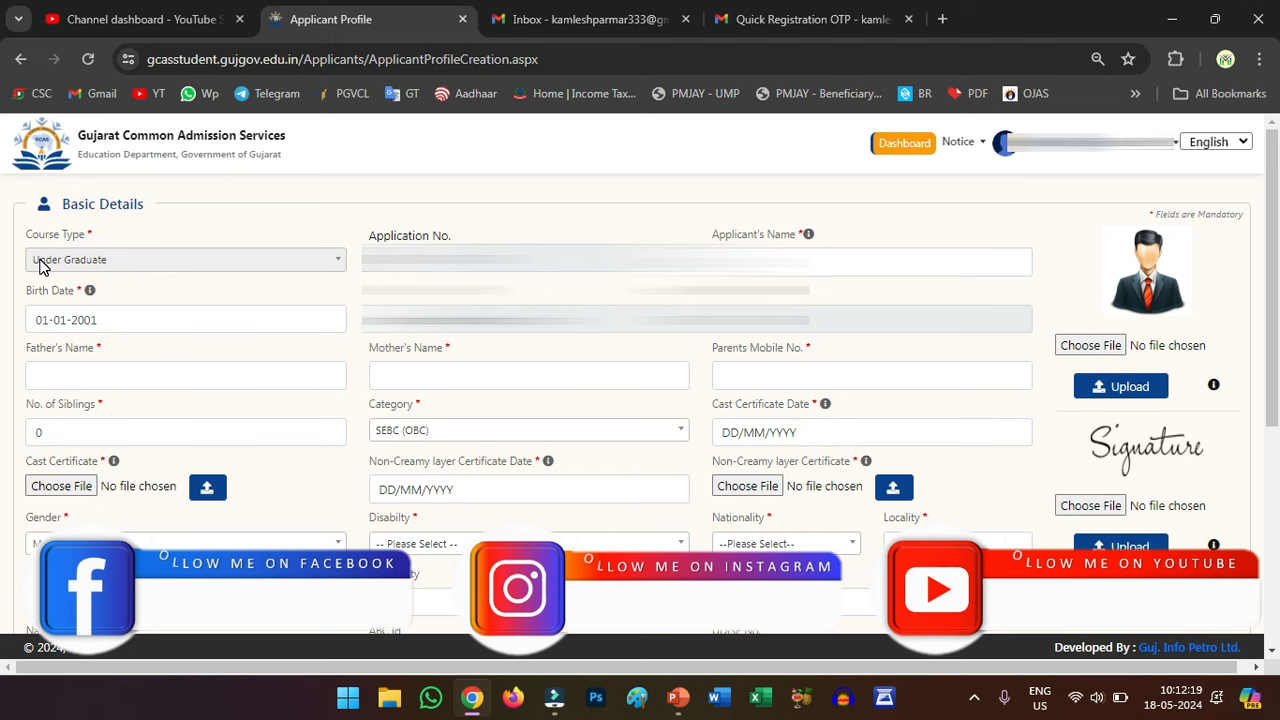 Channel dashboard - YouTube S
Applicant Profile
Inbox - kamleshparmar333@gm
Quick Registration OTP - kamle
gcasstudent.gujgov.edu.in/Applicants/ApplicantProfileCreation.aspx
CSC
Gmail
YT
Wp
Telegram
PGVCL
GT
Aadhaar
Home | Income Tax...
PMJAY - UMP
PMJAY - Beneficiary...
BR
PDF
OJAS
All Bookmarks
Gujarat Common Admission Services
Education Department, Government of Gujarat
Dashboard
Notice
English
Basic Details
* Fields are Mandatory
Course Type *
Application No.
Applicant's Name *
Under Graduate
Birth Date *
01-01-2001
Father's Name *
Mother's Name *
Parents Mobile No. *
Choose File No file chosen
Upload
No. of Siblings *
Category *
Cast Certificate Date *
0
SEBC (OBC)
DD/MM/YYYY
Signature
Cast Certificate *
Non-Creamy layer Certificate Date *
Non-Creamy layer Certificate *
Choose File No file chosen
DD/MM/YYYY
Choose File No file chosen
Choose File No file chosen
Gender *
Disabilty *
Nationality *
Locality *
-- Please Select --
--Please Select--
Upload
OLLOW ME ON FACEBOOK
OLLOW ME ON INSTAGRAM
OLLOW ME ON YOUTUBE
ABC Id
© 2024,
Developed By : Guj. Info Petro Ltd.
ENG
US
10:12:19
18-05-2024